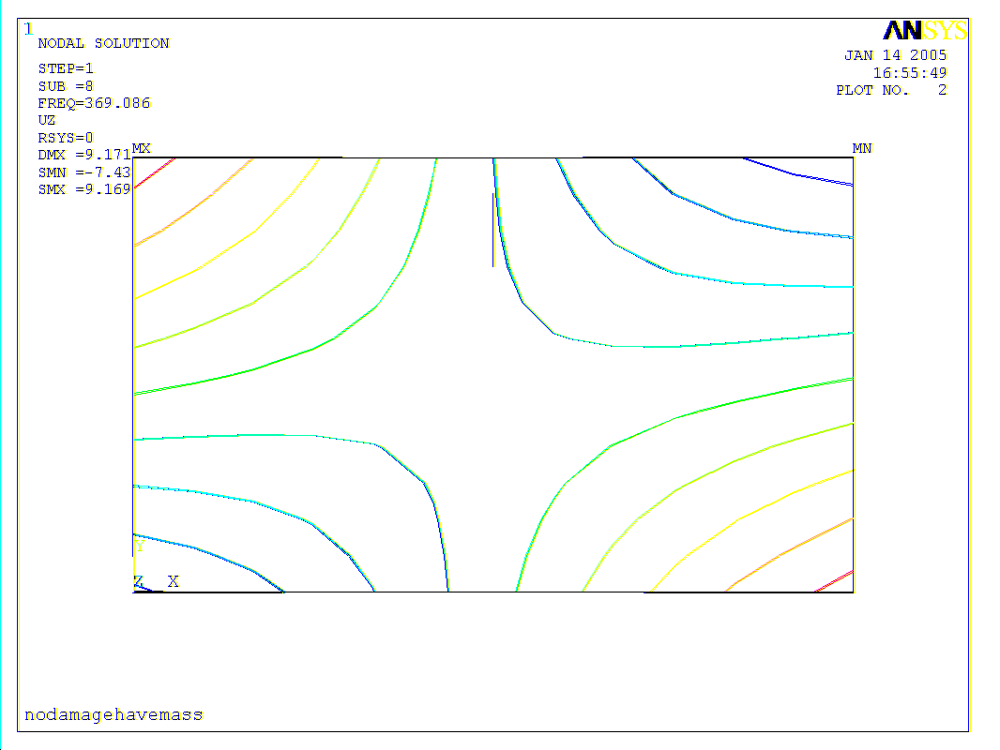 1
ANSYS
NODAL SOLUTION
JAN 14 2005
STEP=1
16:55:49
SUB =8
PLOT NO. 2
FREQ=369.086
UZ
RSYS=0
DMX =9.171
SMN =-7.43
SMX =9.169
MX
MN
Y
Z X
nodamagehavemass